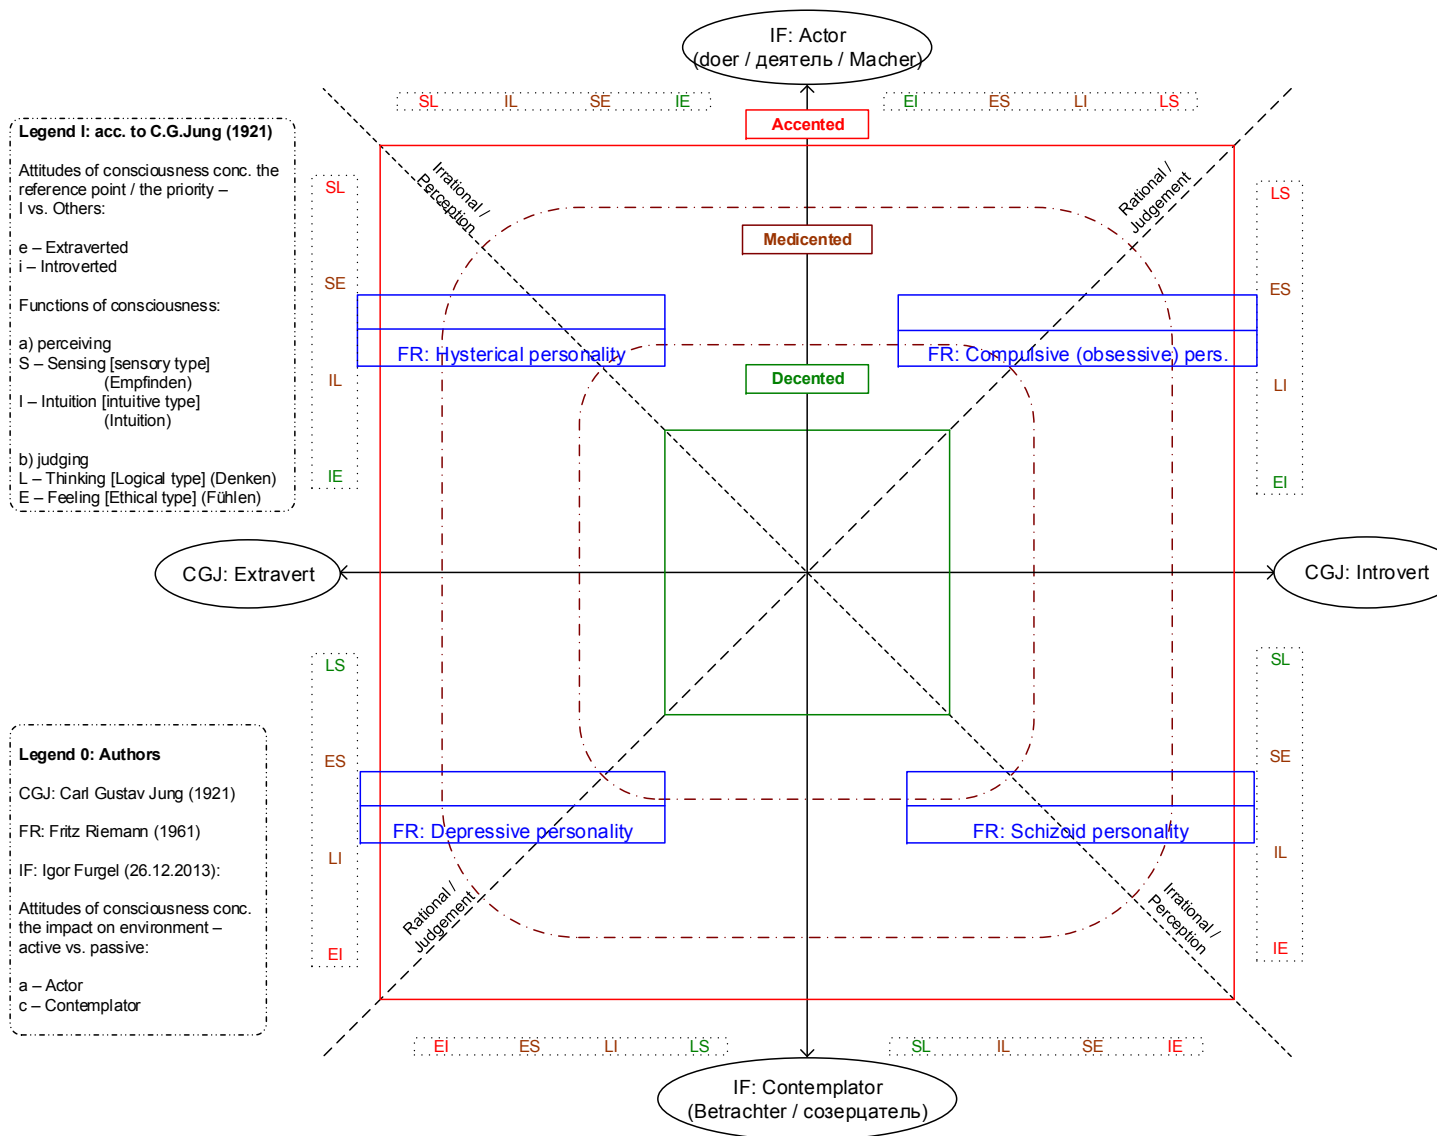 IF: Actor
(doer / деятель / Macher)
SL IL SE IE
EI ES LI LS
Accented
Legend I: acc. to C.G.Jung (1921)
Attitudes of consciousness conc. the
reference point / the priority –
I vs. Others:
e – Extraverted
i – Introverted
Functions of consciousness:
a) perceiving
S – Sensing [sensory type]
(Empfinden)
I – Intuition [intuitive type]
(Intuition)
b) judging
L – Thinking [Logical type] (Denken)
E – Feeling [Ethical type] (Fühlen)
SL
SE
IL
IE
Irrational /
Perception
Rational /
Judgement
LS
ES
LI
EI
Medicented
FR: Hysterical personality
FR: Compulsive (obsessive) pers.
Decented
CGJ: Extravert
CGJ: Introvert
LS
ES
LI
EI
SL
SE
IL
IE
Legend 0: Authors
CGJ: Carl Gustav Jung (1921)
FR: Fritz Riemann (1961)
IF: Igor Furgel (26.12.2013):
Attitudes of consciousness conc.
the impact on environment –
active vs. passive:
a – Actor
c – Contemplator
FR: Depressive personality
FR: Schizoid personality
Rational /
Judgement
Irrational /
Perception
EI ES LI LS
SL IL SE IE
IF: Contemplator
(Betrachter / созерцатель)